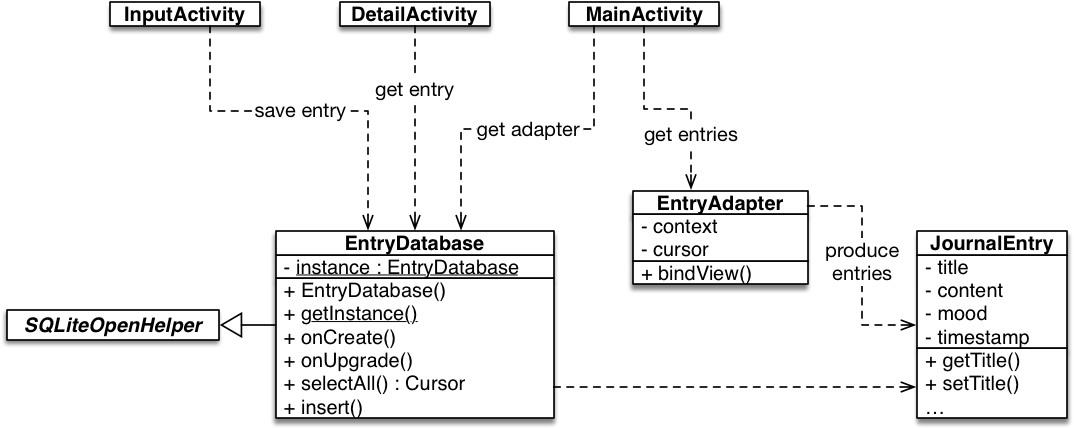 InputActivity
DetailActivity
MainActivity
get entry
save entry
get adapter
get entries
EntryAdapter
- context
- cursor
+ bindView()
produce
entries
EntryDatabase
- instance : EntryDatabase
+ EntryDatabase()
+ getInstance()
+ onCreate()
+ onUpgrade()
+ selectAll() : Cursor
+ insert()
SQLiteOpenHelper
JournalEntry
- title
- content
- mood
- timestamp
+ getTitle()
+ setTitle()
...